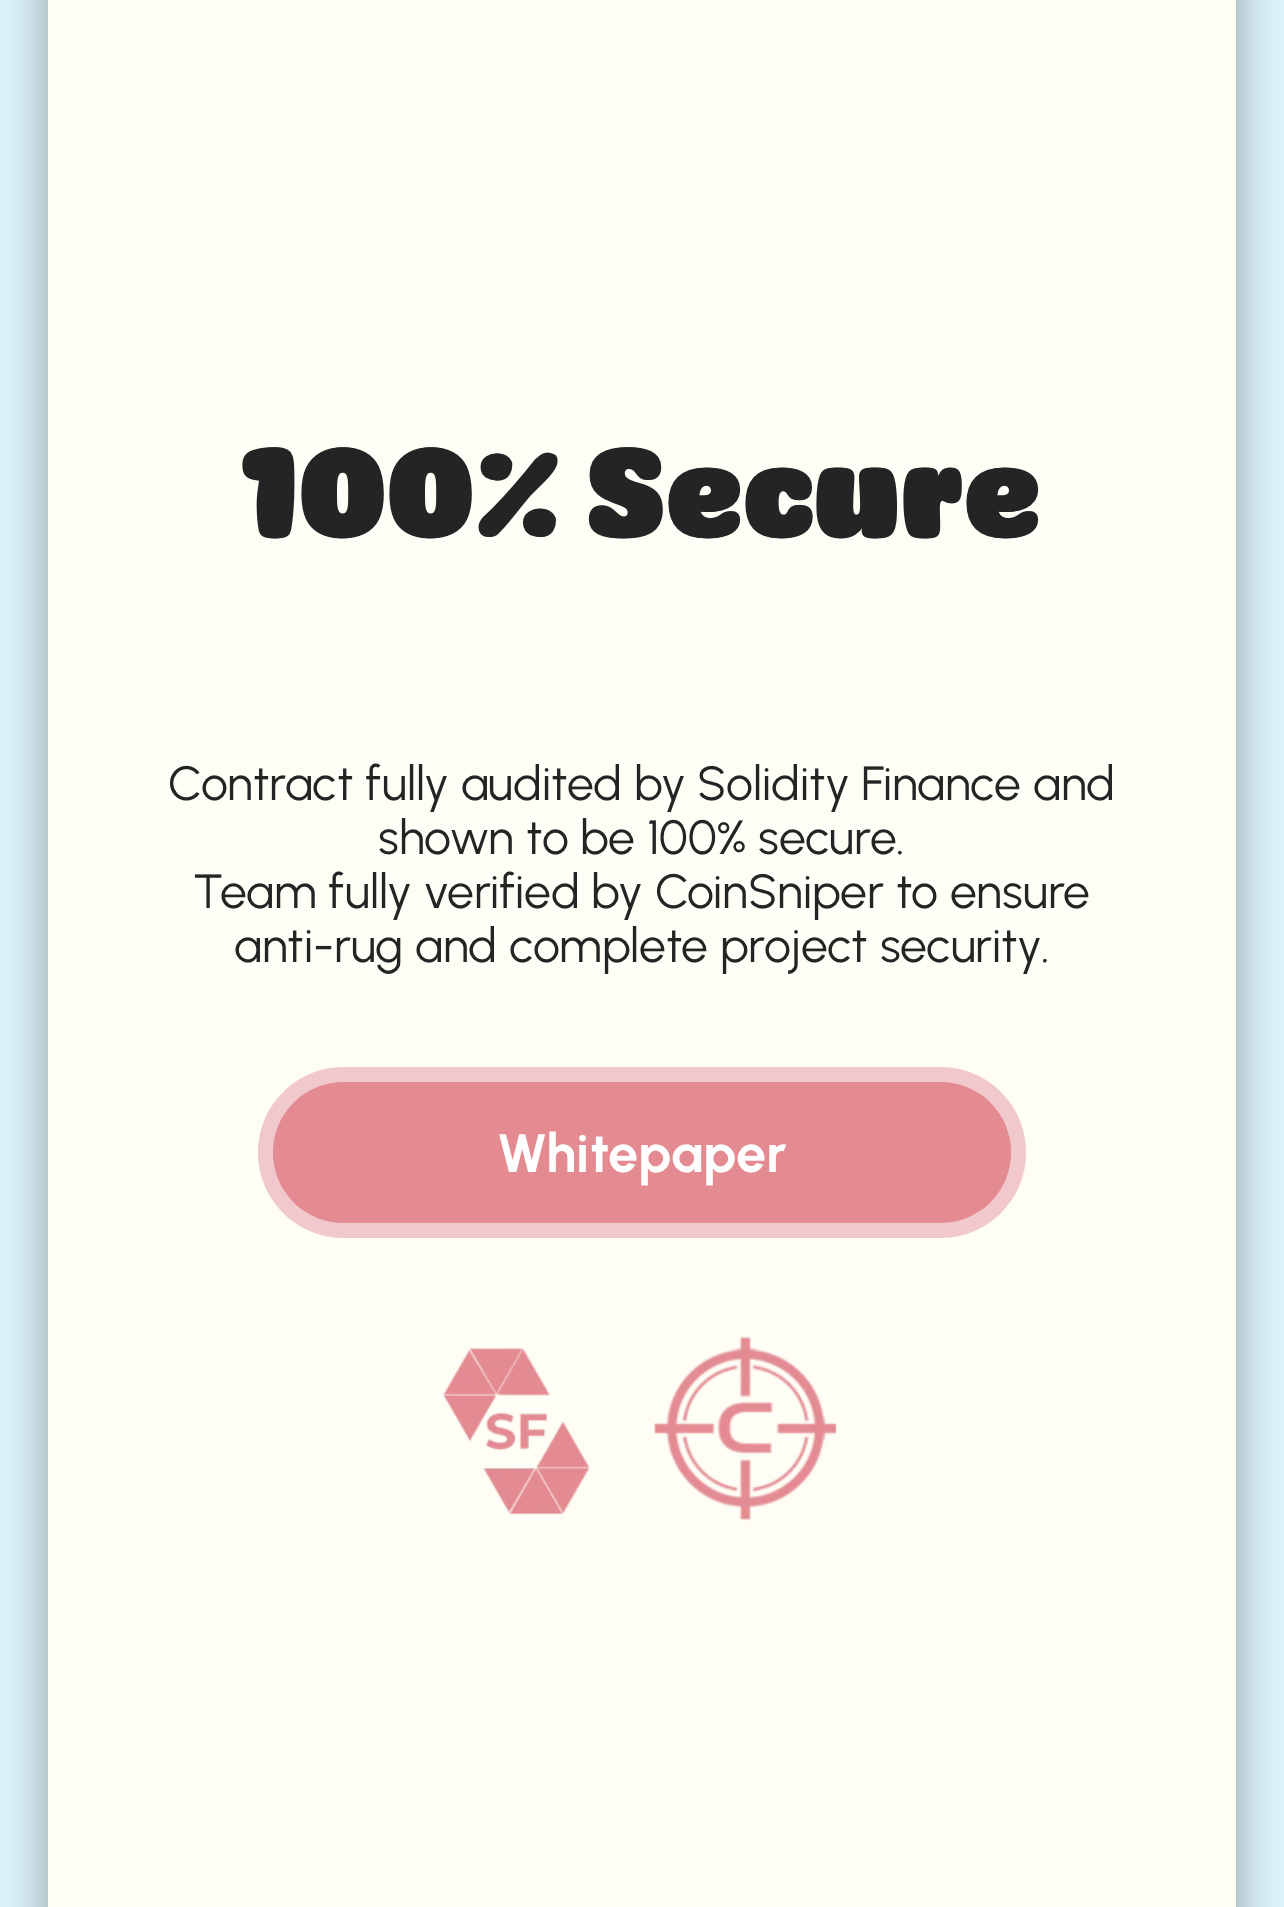 100% Secure
Contract fully audited by Solidity Finance and
shown to be 100% secure.
Team fully verified by CoinSniper to ensure
anti-rug and complete project security.
Whitepaper
SF
C